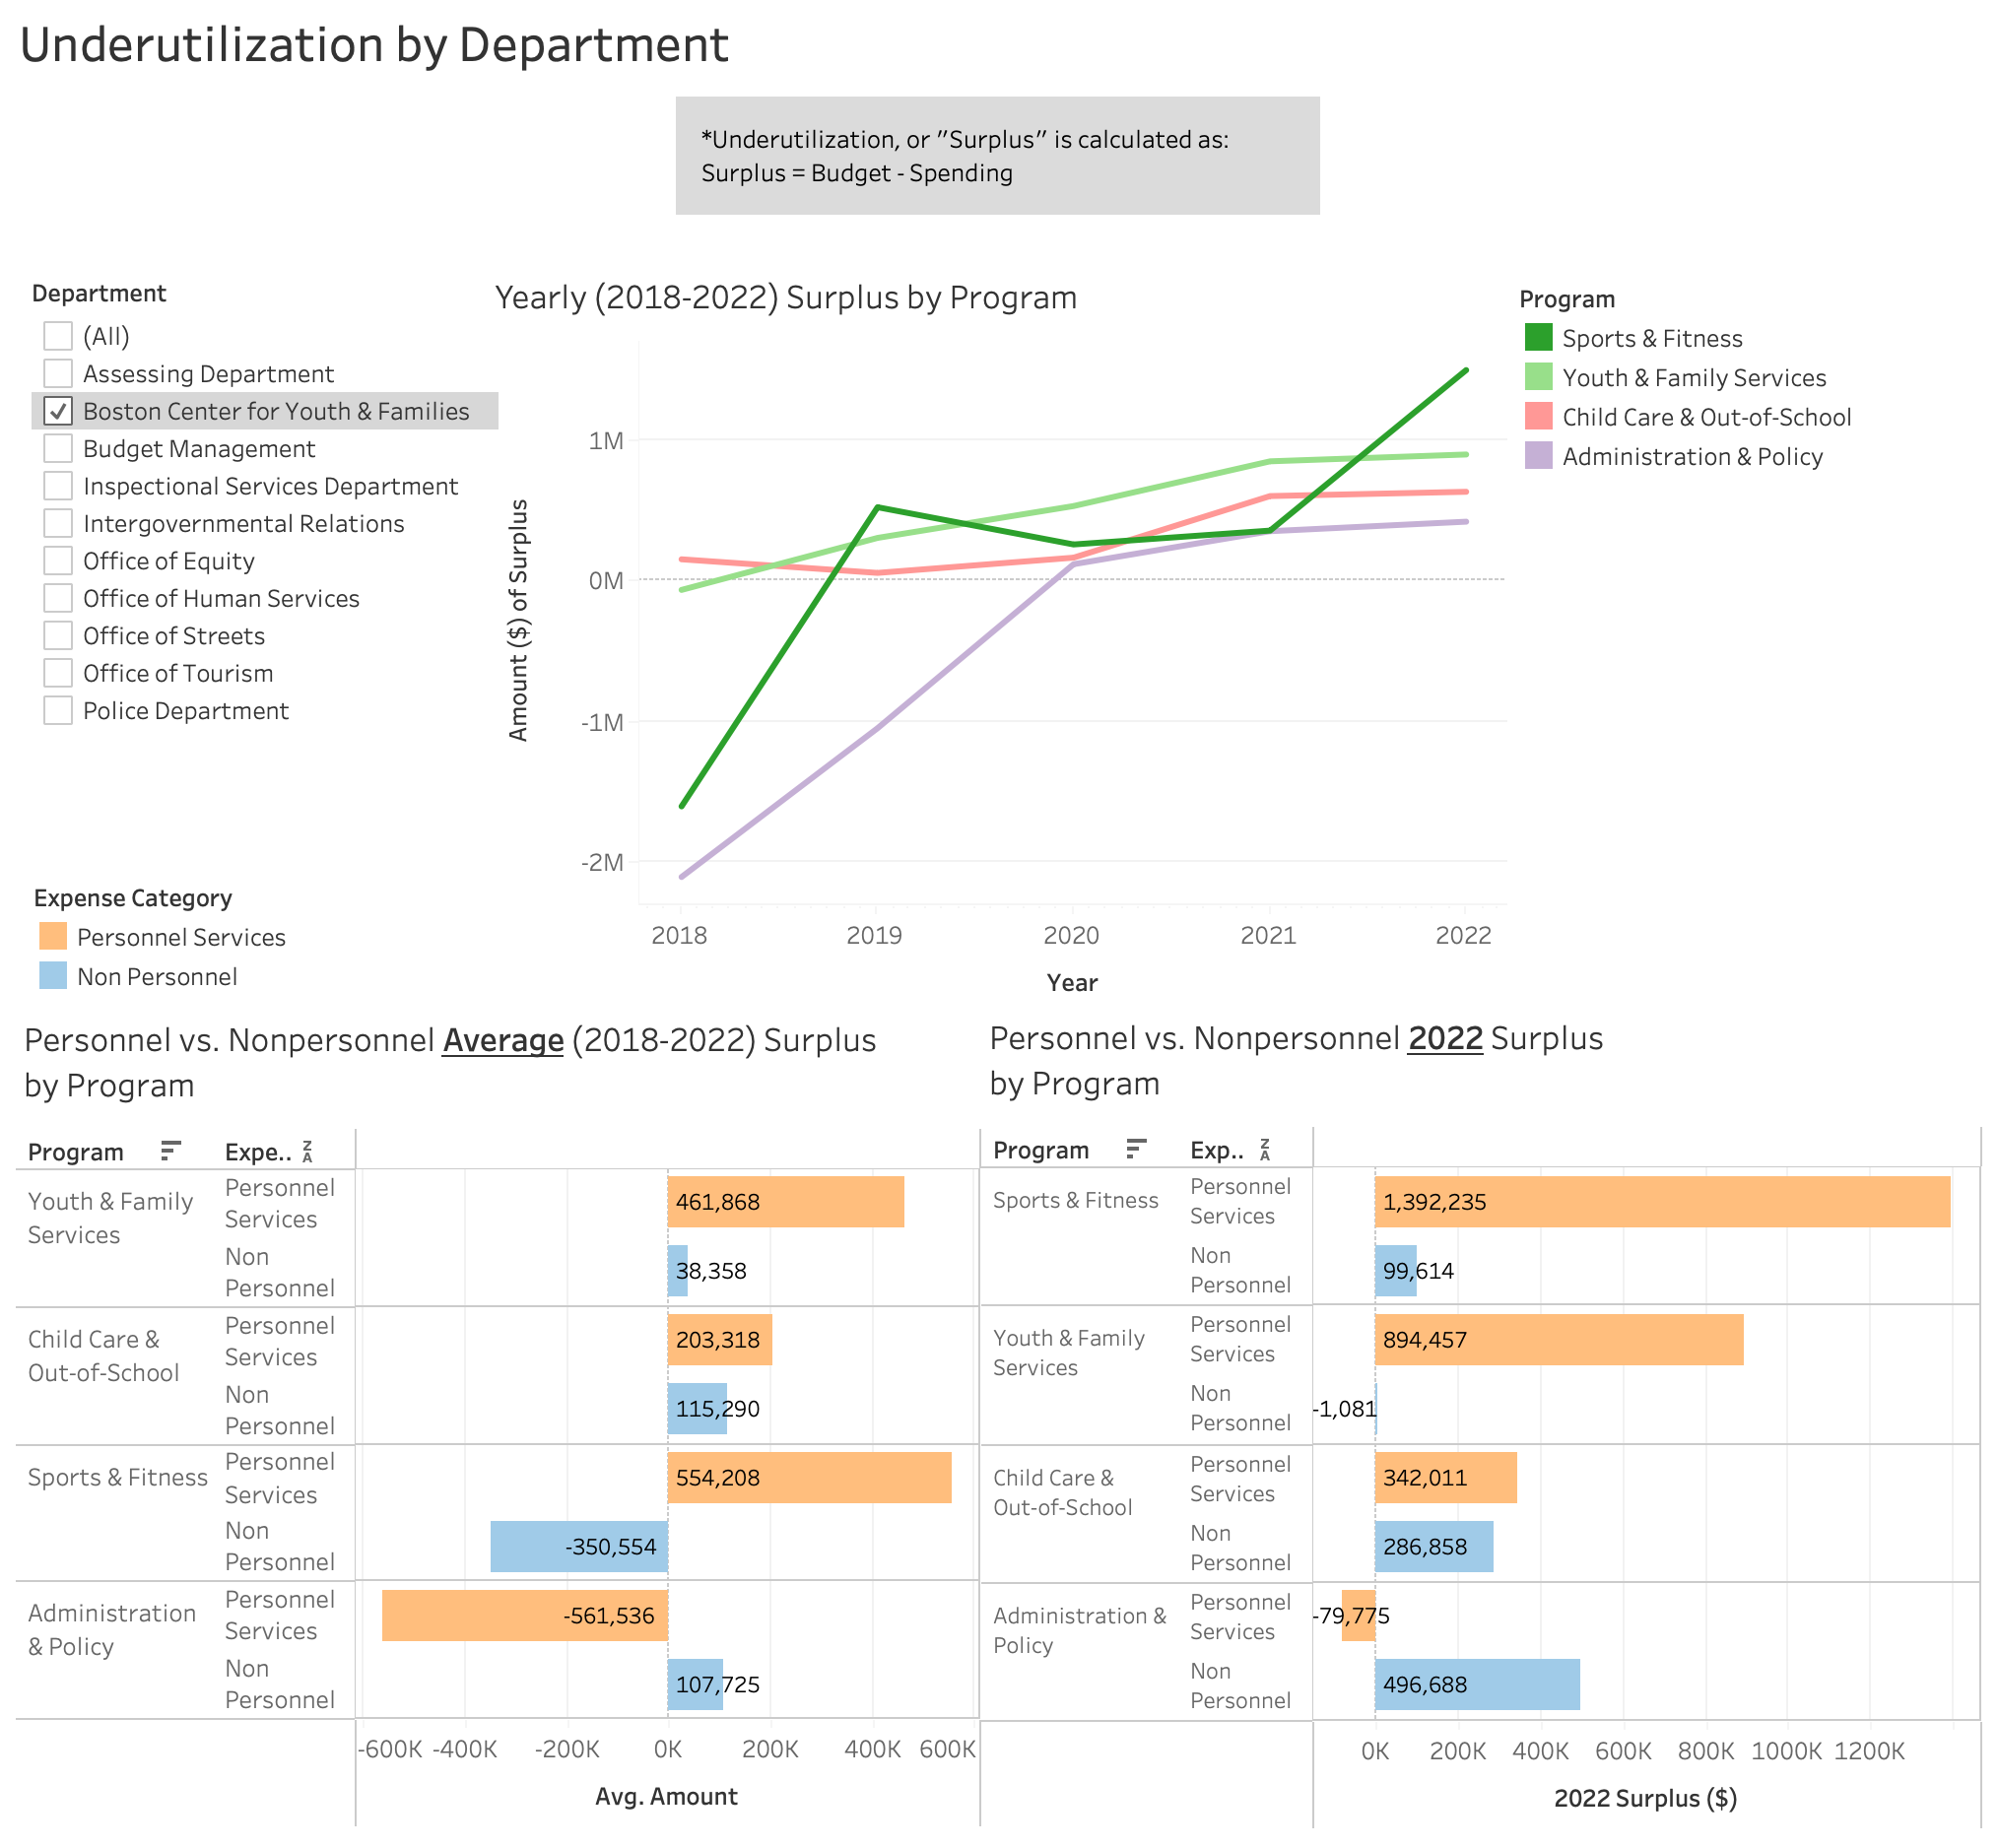 Underutilization by Department
*Underutilization, or "Surplus" is calculated as:
Surplus = Budget - Spending
Department
(All)
Assessing Department
Boston Center for Youth & Families
Budget Management
Inspectional Services Department
Intergovernmental Relations
Office of Equity
Office of Human Services
Office of Streets
Office of Tourism
Police Department
Expense Category
Personnel Services
Non Personnel
Yearly (2018-2022) Surplus by Program
Amount ($) of Surplus
1M
0M
-1M
-2M
2018
2019
2020
2021
2022
Year
Program
Sports & Fitness
Youth & Family Services
Child Care & Out-of-School
Administration & Policy
Personnel vs. Nonpersonnel Average (2018-2022) Surplus
by Program
Program
Expe..
Z
A
Youth & Family
Services
Personnel
Services
461,868
Non
Personnel
38,358
Child Care &
Out-of-School
Personnel
Services
203,318
Non
Personnel
115,290
Sports & Fitness
Personnel
Services
554,208
Non
Personnel
-350,554
Administration
& Policy
Personnel
Services
-561,536
Non
Personnel
107,725
-600K
-400K
-200K
0K
200K
400K
600K
Avg. Amount
Personnel vs. Nonpersonnel 2022 Surplus
by Program
Program
Exp..
Z
A
Sports & Fitness
Personnel
Services
1,392,235
Non
Personnel
99,614
Youth & Family
Services
Personnel
Services
894,457
Non
Personnel
-1,081
Child Care &
Out-of-School
Personnel
Services
342,011
Non
Personnel
286,858
Administration &
Policy
Personnel
Services
-79,775
Non
Personnel
496,688
0K
200K
400K
600K
800K
1000K
1200K
2022 Surplus ($)